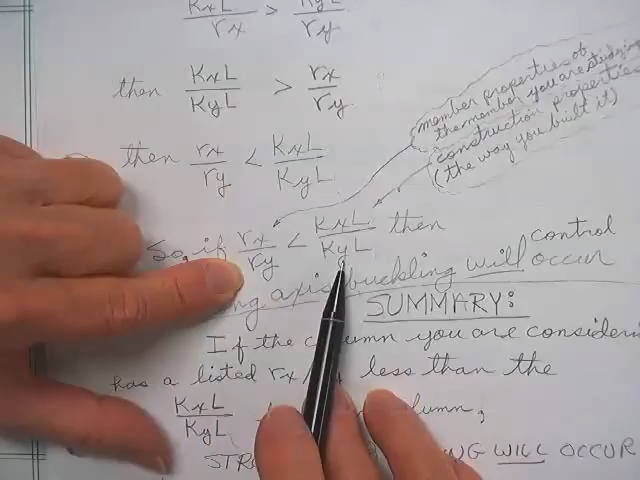 KxL / rx > KyL / ry
then KxL / KyL > rx / ry
then rx / ry < KxL / KyL
member properties of
the member you are studying
construction properties
(the way you built it)
So, if rx / ry < KxL / KyL then
control
axis buckling will occur
SUMMARY:
If the column you are
has a listed rx/ less than the
KxL / KyL
WILL OCCUR